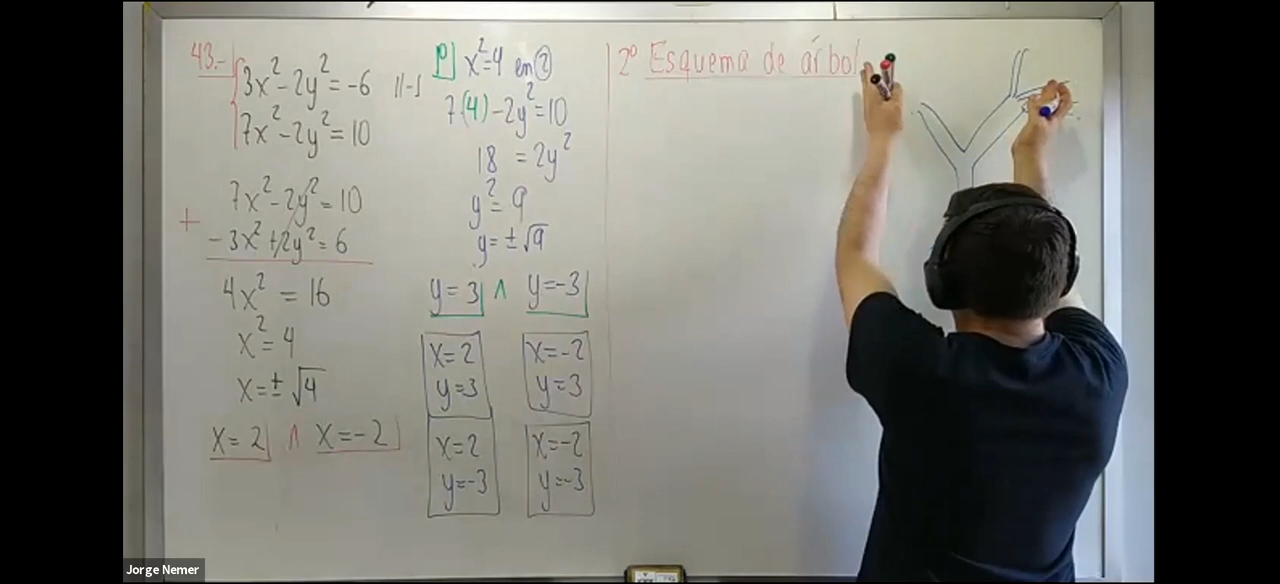 43.-
3x²-2y²=-6 //·-1
7x²-2y²=10
7x²-2y²=10
+
-3x²+2y²=6
4x² = 16
x²=4
x=±√4
x=2 ∧ x=-2
P) x²=4 en ②
7·(4)-2y²=10
18 = 2y²
y²=9
y=±√9
y=3 ∧ y=-3
x=2 x=-2
y=3 y=3
x=2 x=-2
y=-3 y=-3
2º Esquema de árbol
Jorge Nemer